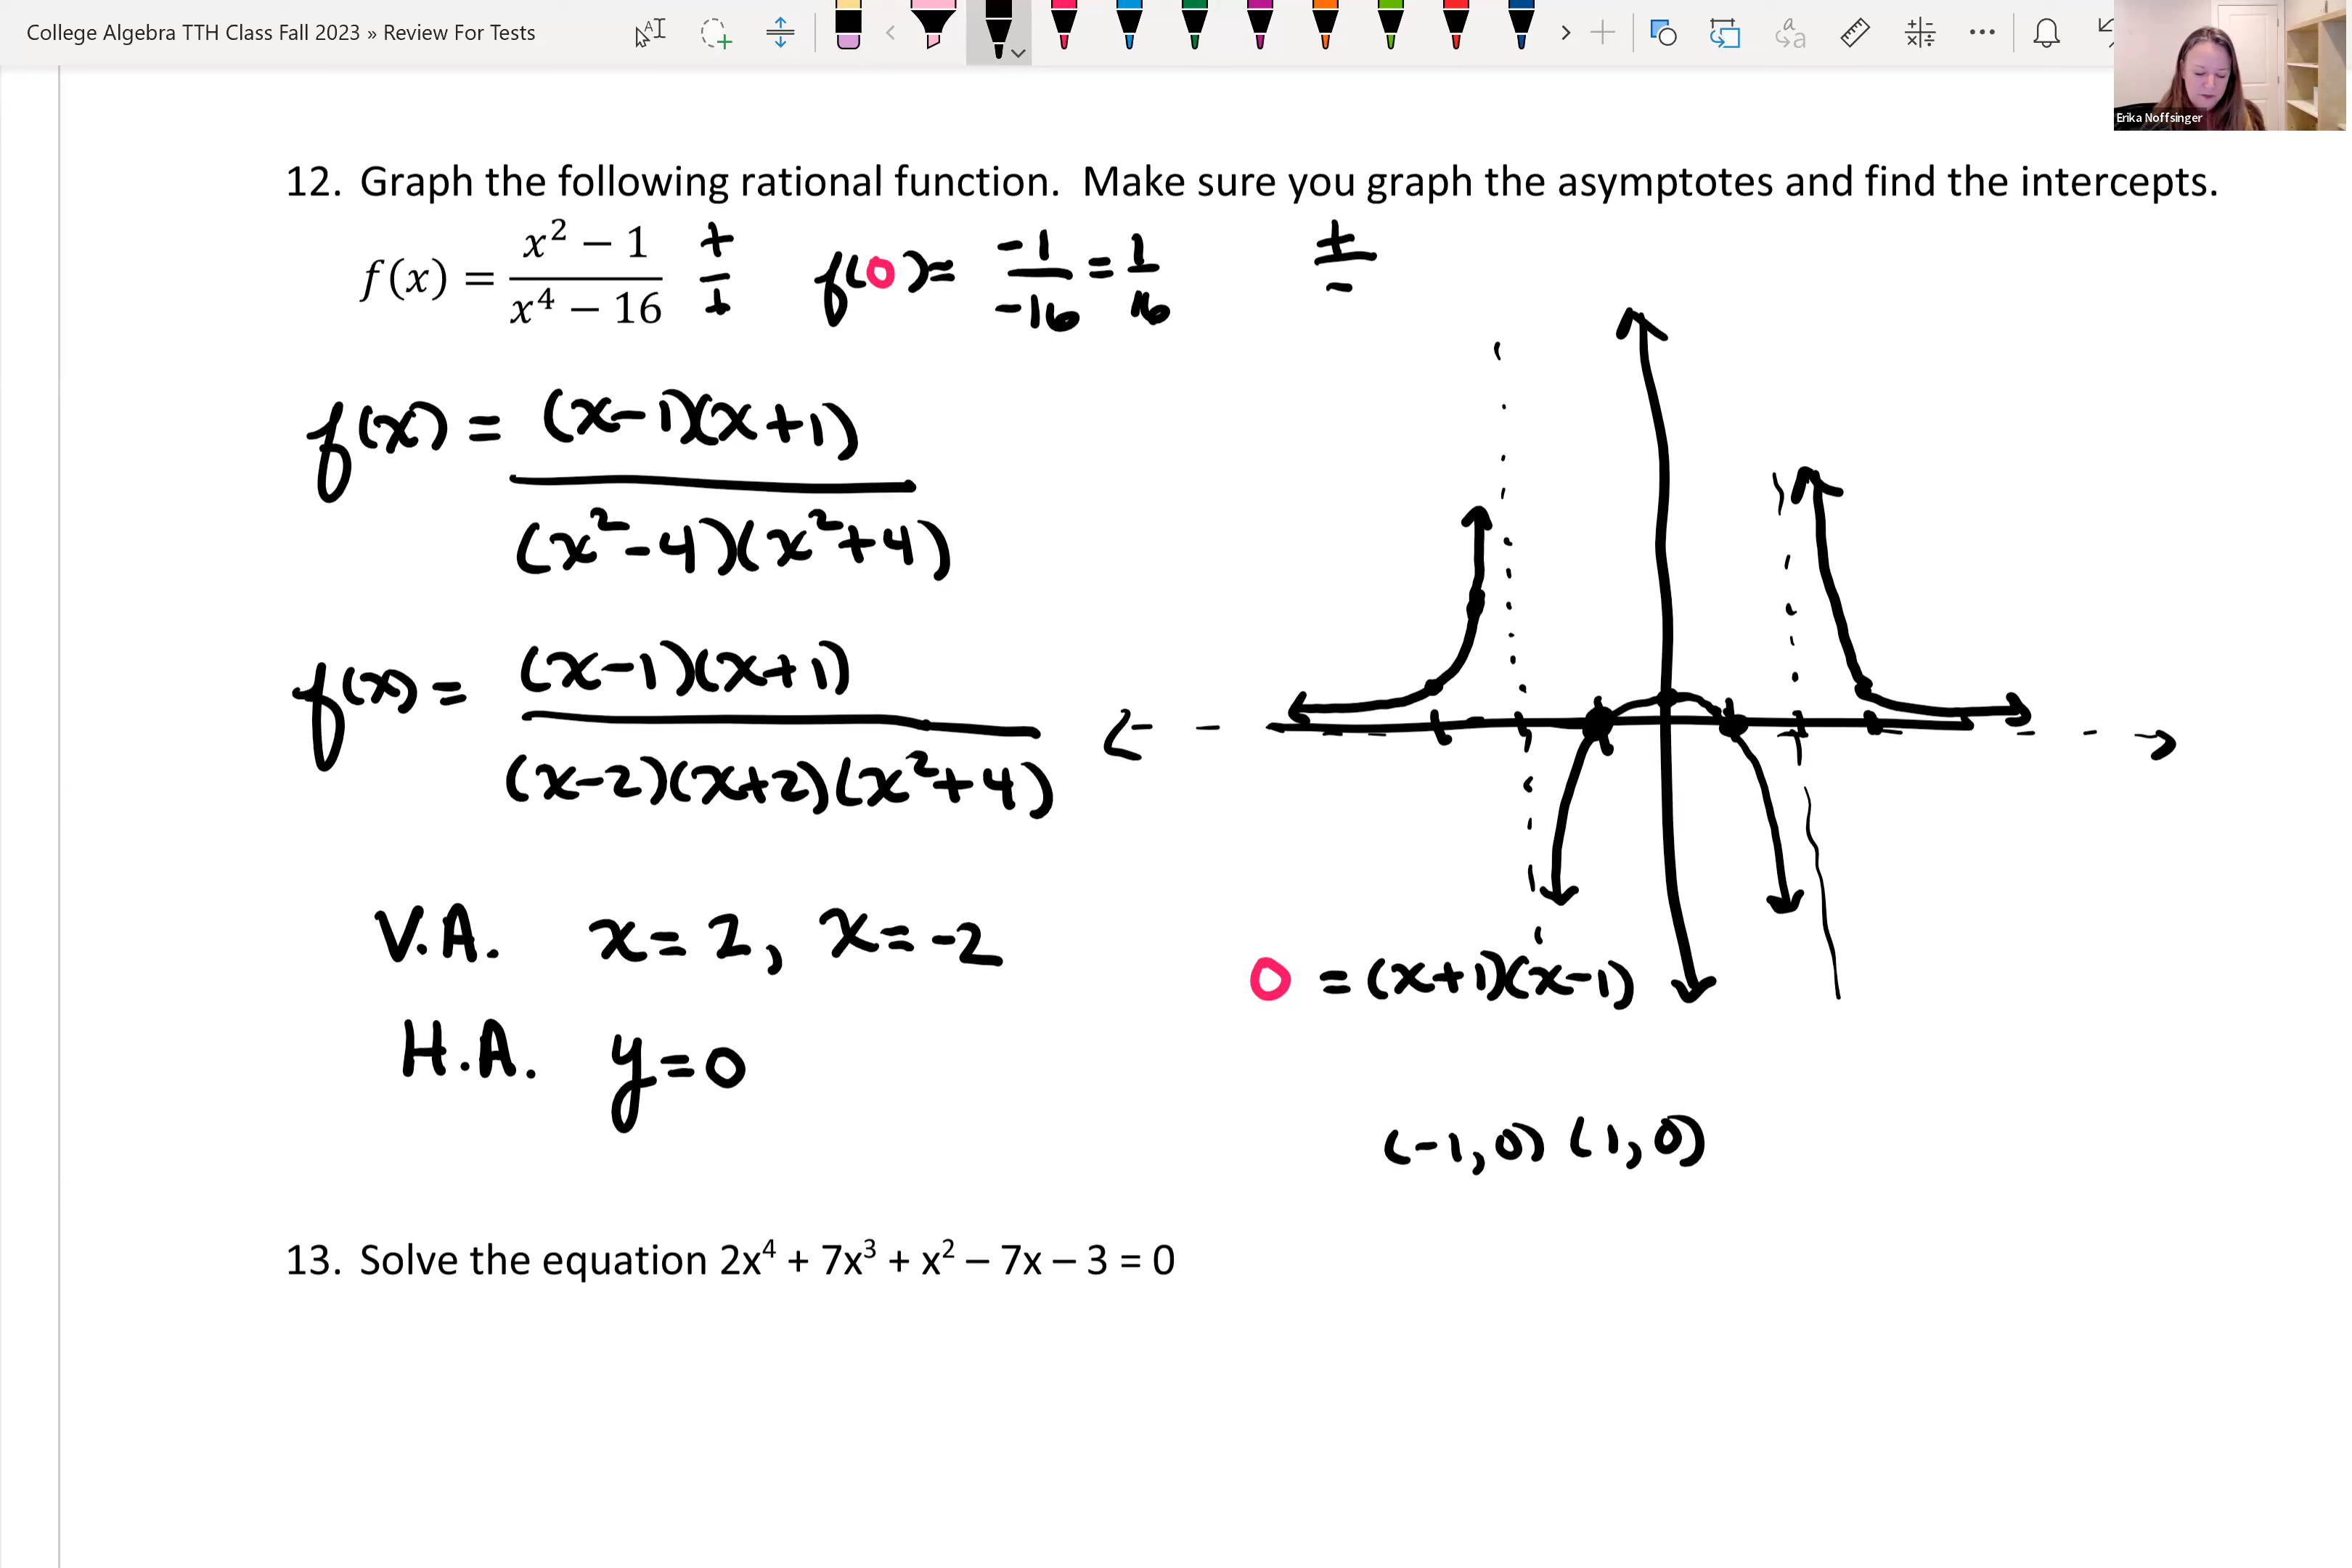 College Algebra TTH Class Fall 2023 » Review For Tests
Erika Noffsinger
12. Graph the following rational function. Make sure you graph the asymptotes and find the intercepts.
f(x) = (x² − 1)/(x⁴ − 16) +/+ f(0) = -1/-16 = 1/16 +/-
f(x) = (x-1)(x+1)/(x²-4)(x²+4)
f(x) = (x-1)(x+1)/(x-2)(x+2)(x²+4)
V.A. x=2, x=-2
0 = (x+1)(x-1)
H.A. y=0
(-1,0) (1,0)
13. Solve the equation 2x⁴ + 7x³ + x² – 7x – 3 = 0